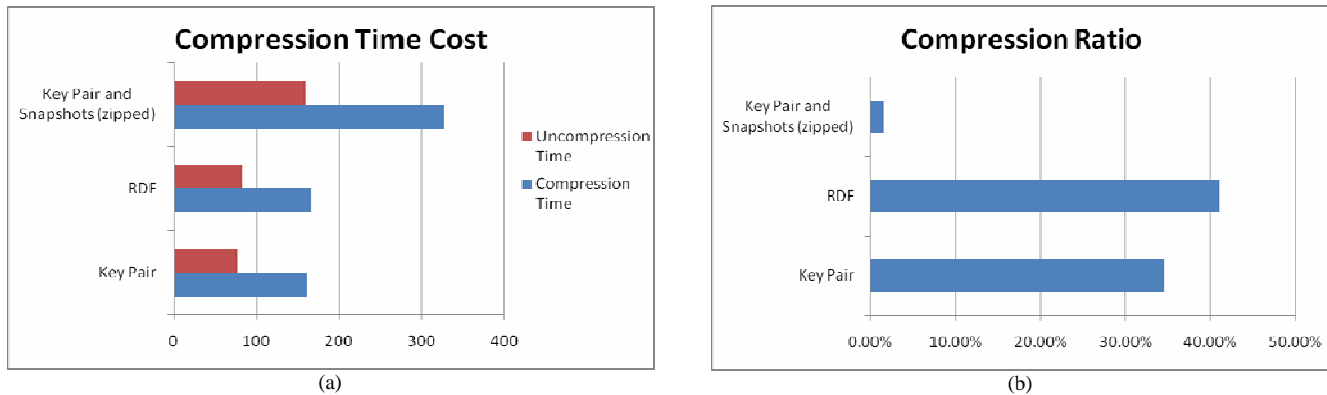 Compression Time Cost
Key Pair and
Snapshots (zipped)
RDF
Key Pair
0 100 200 300 400
Uncompression
Time
Compression
Time
(a)
Compression Ratio
Key Pair and
Snapshots (zipped)
RDF
Key Pair
0.00% 10.00% 20.00% 30.00% 40.00% 50.00%
(b)